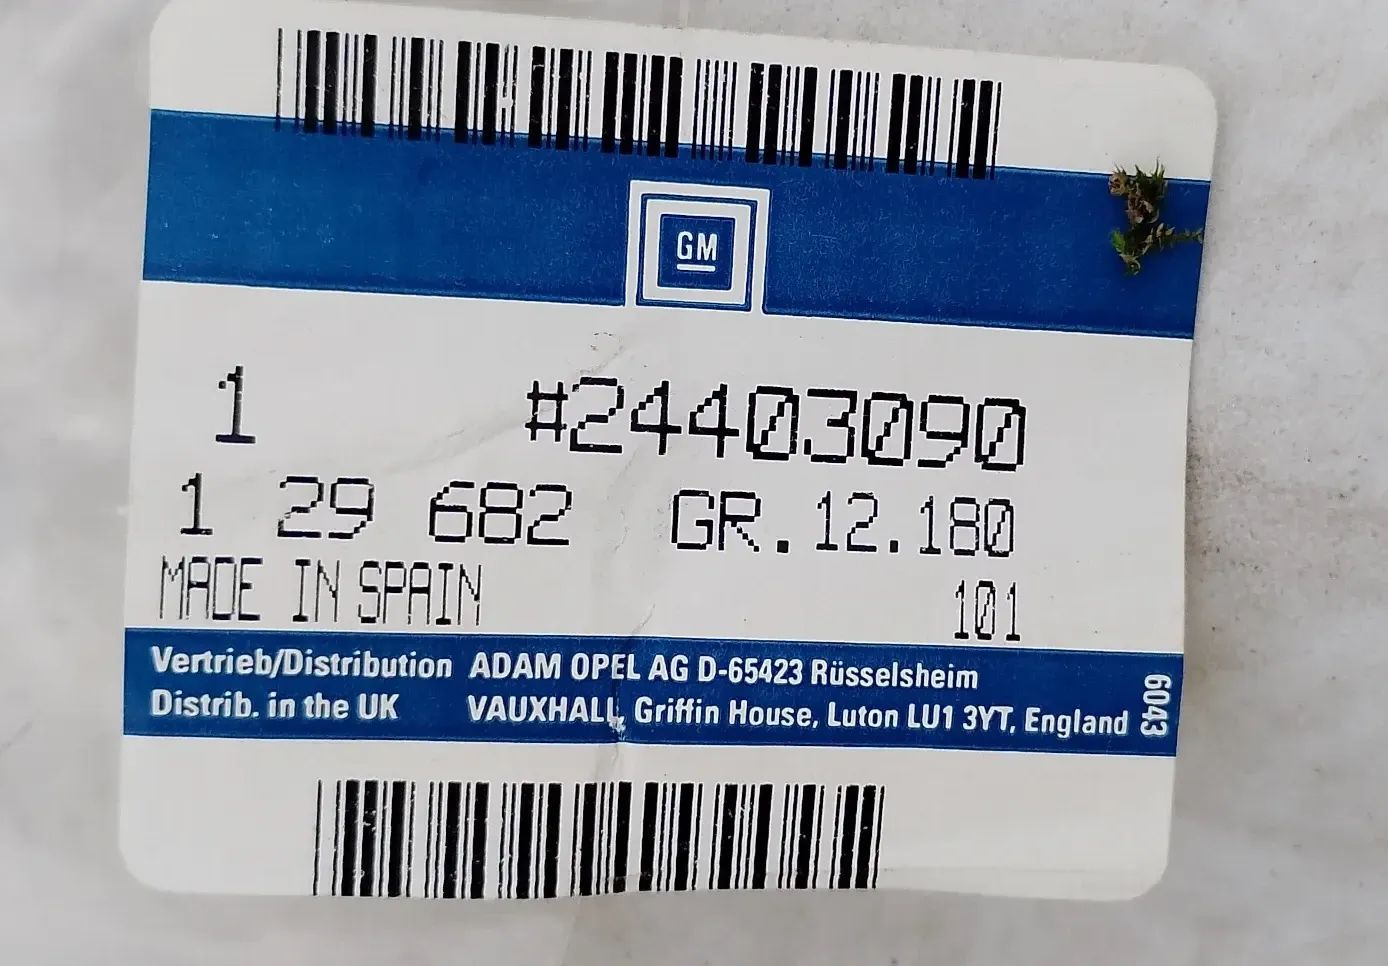 GM
1 #24403090
1 29 682 GR.12.180
MADE IN SPAIN 101
Vertrieb/Distribution ADAM OPEL AG D-65423 Rüsselsheim
Distrib. in the UK VAUXHALL, Griffin House, Luton LU1 3YT, England
6043